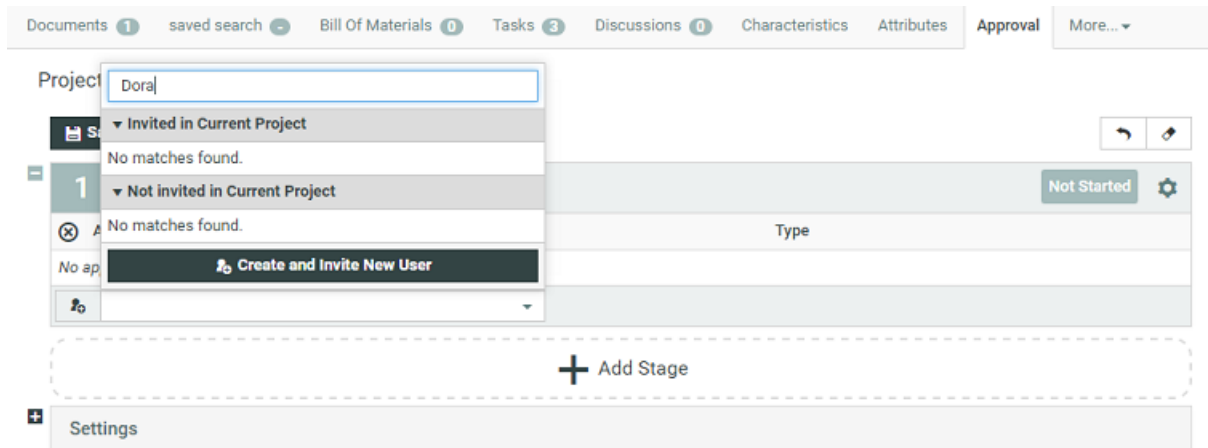 Documents 1 saved search - Bill Of Materials 0 Tasks 3 Discussions 0 Characteristics Attributes Approval More...
Project
Dora
Invited in Current Project
No matches found.
Not invited in Current Project
No matches found.
Create and Invite New User
1 Not Started
Type
No ap
Add Stage
Settings